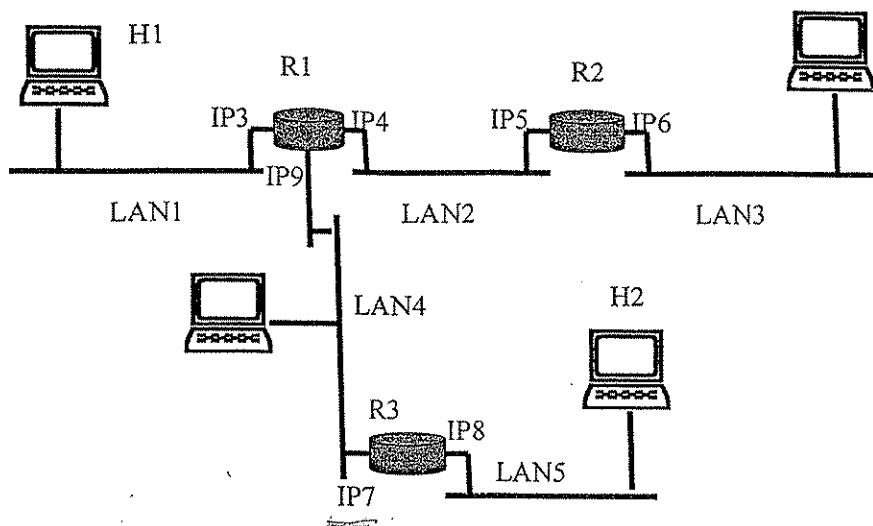 H1
R1
R2
IP3
IP4
IP5
IP6
IP9
LAN1
LAN2
LAN3
LAN4
H2
R3
IP8
LAN5
IP7